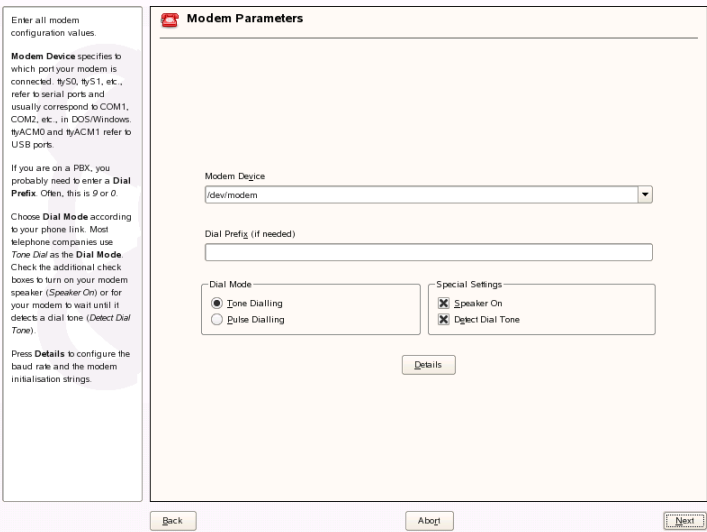 Enter all modem
configuration values.
Modem Device specifies to
which port your modem is
connected. ttyS0, ttyS1, etc.,
refer to serial ports and
usually correspond to COM1,
COM2, etc., in DOS/Windows.
ttyACM0 and ttyACM1 refer to
USB ports.
If you are on a PBX, you
probably need to enter a Dial
Prefix. Often, this is 9 or 0.
Choose Dial Mode according
to your phone link. Most
telephone companies use
Tone Dial as the Dial Mode.
Check the additional check
boxes to turn on your modem
speaker (Speaker On) or for
your modem to wait until it
detects a dial tone (Detect Dial
Tone).
Press Details to configure the
baud rate and the modem
initialisation strings.
Modem Parameters
Modem Device
/dev/modem
Dial Prefix (if needed)
Dial Mode
Tone Dialling
Pulse Dialling
Special Settings
Speaker On
Detect Dial Tone
Details
Back
Abort
Next